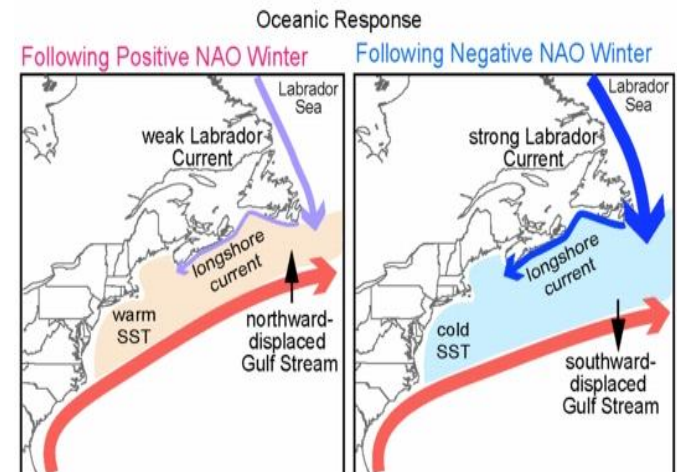 Oceanic Response
Following Positive NAO Winter
Labrador
Sea
weak Labrador
Current
longshore
current
warm
SST
northward-
displaced
Gulf Stream
Following Negative NAO Winter
Labrador
Sea
strong Labrador
Current
longshore
current
cold
SST
southward-
displaced
Gulf Stream